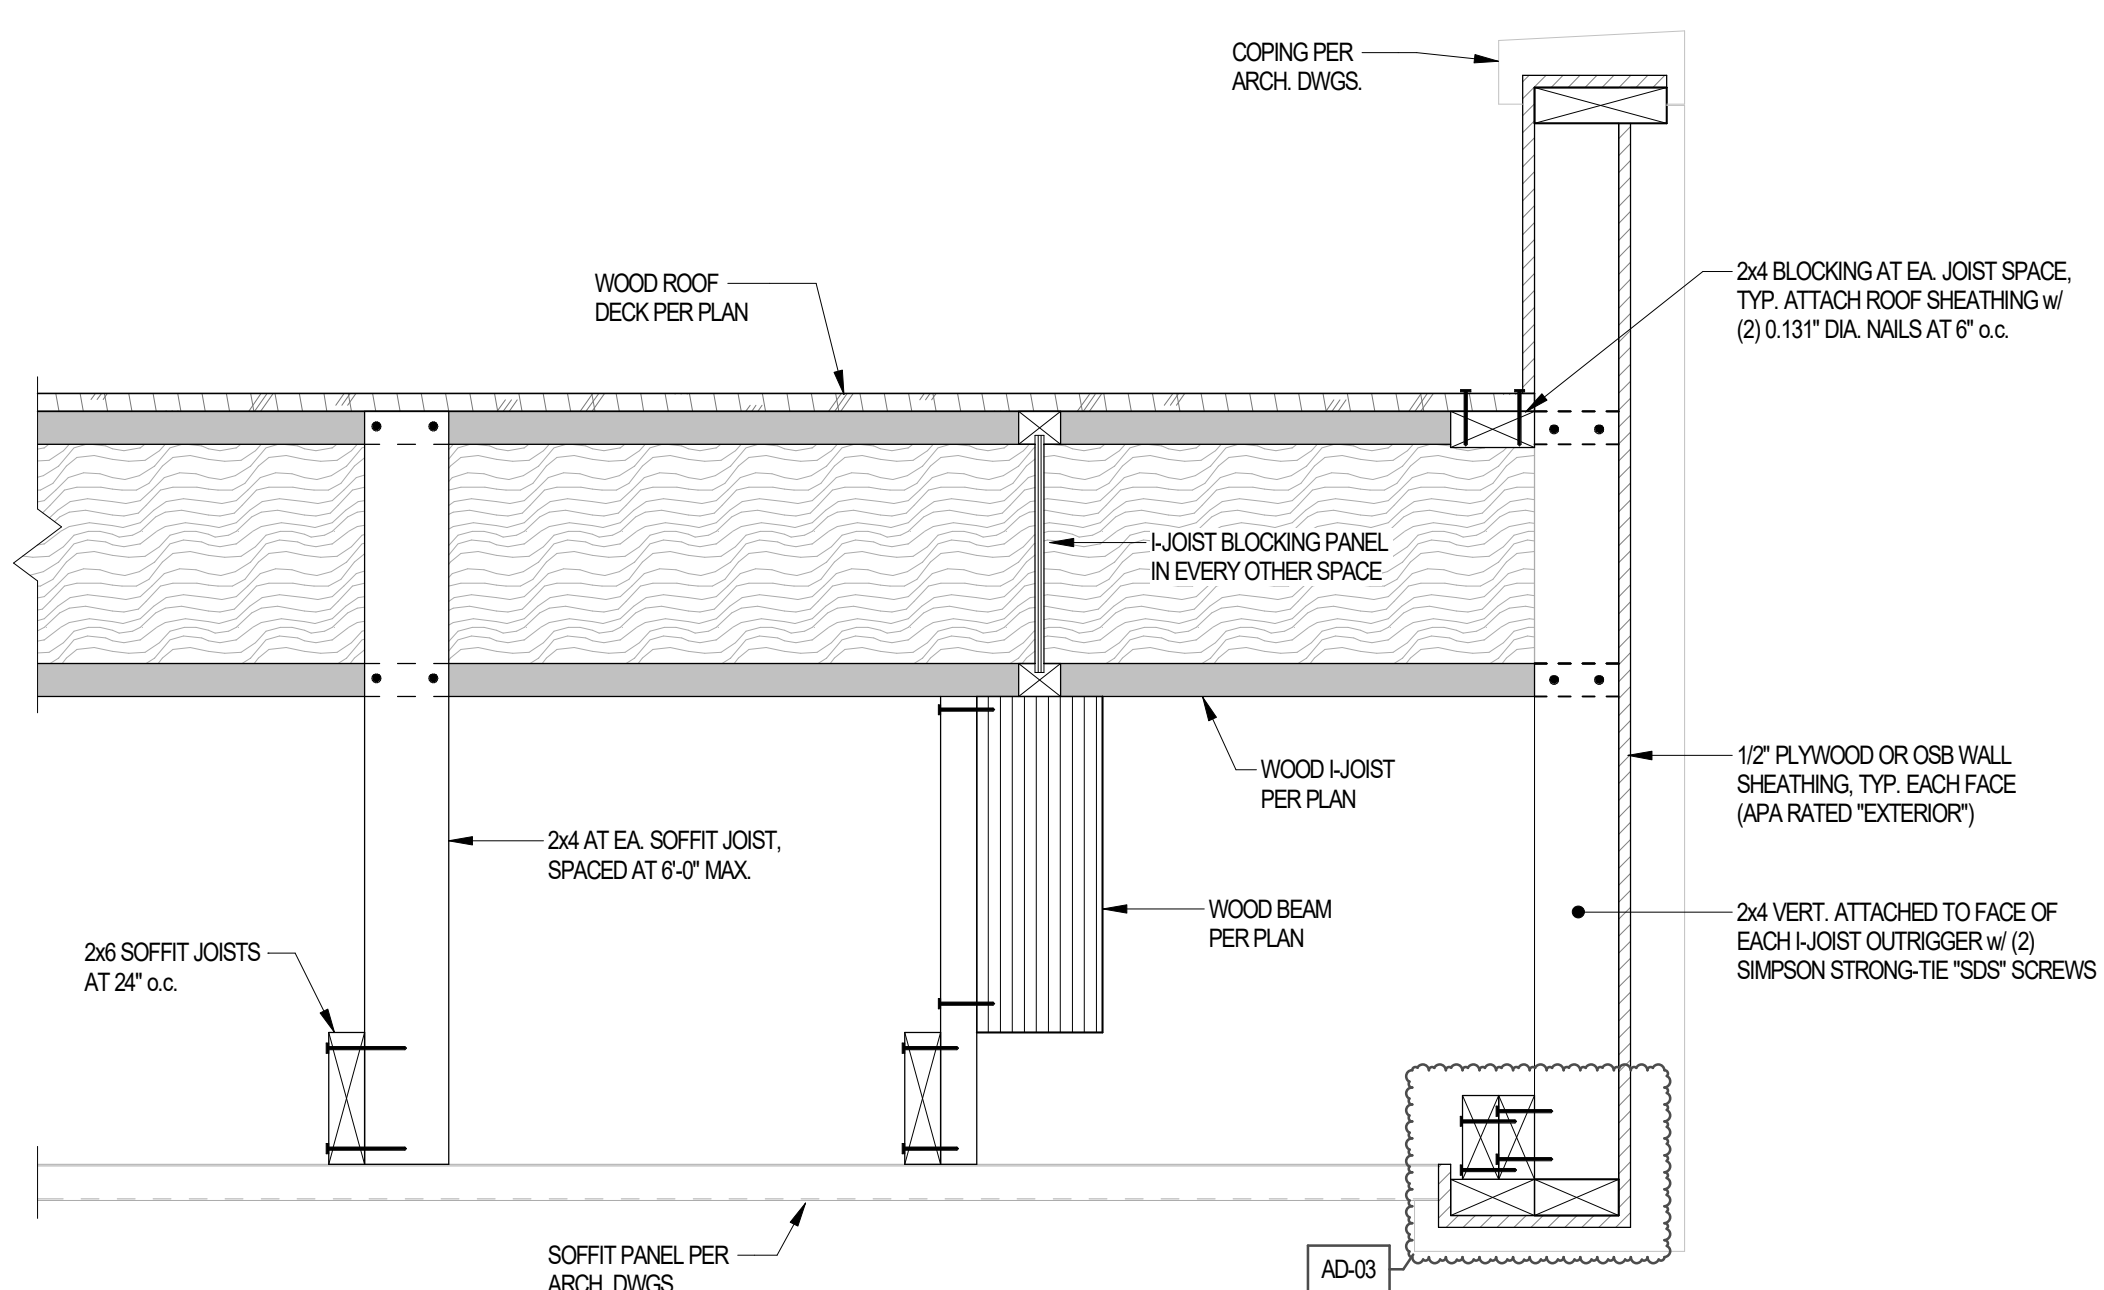 COPING PER
ARCH. DWGS.
WOOD ROOF
DECK PER PLAN
2x4 BLOCKING AT EA. JOIST SPACE,
TYP. ATTACH ROOF SHEATHING w/
(2) 0.131" DIA. NAILS AT 6" o.c.
I-JOIST BLOCKING PANEL
IN EVERY OTHER SPACE
WOOD I-JOIST
PER PLAN
1/2" PLYWOOD OR OSB WALL
SHEATHING, TYP. EACH FACE
(APA RATED "EXTERIOR")
2x4 AT EA. SOFFIT JOIST,
SPACED AT 6'-0" MAX.
WOOD BEAM
PER PLAN
2x4 VERT. ATTACHED TO FACE OF
EACH I-JOIST OUTRIGGER w/ (2)
SIMPSON STRONG-TIE "SDS" SCREWS
2x6 SOFFIT JOISTS
AT 24" o.c.
SOFFIT PANEL PER
ARCH. DWGS
AD-03